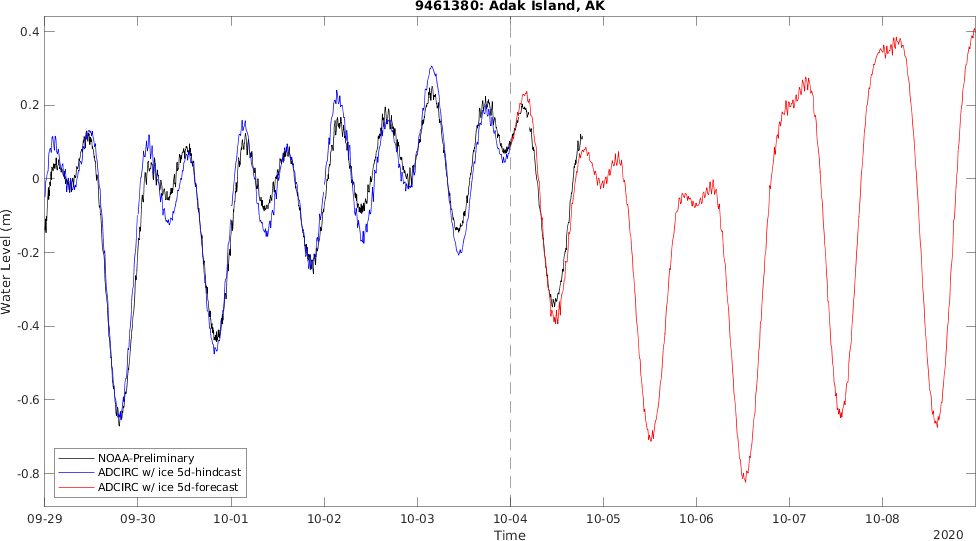 9461380: Adak Island, AK
0.4
0.2
0
-0.2
-0.4
-0.6
-0.8
Water Level (m)
NOAA-Preliminary
ADCIRC w/ ice 5d-hindcast
ADCIRC w/ ice 5d-forecast
09-29 09-30 10-01 10-02 10-03 10-04 10-05 10-06 10-07 10-08
Time
2020